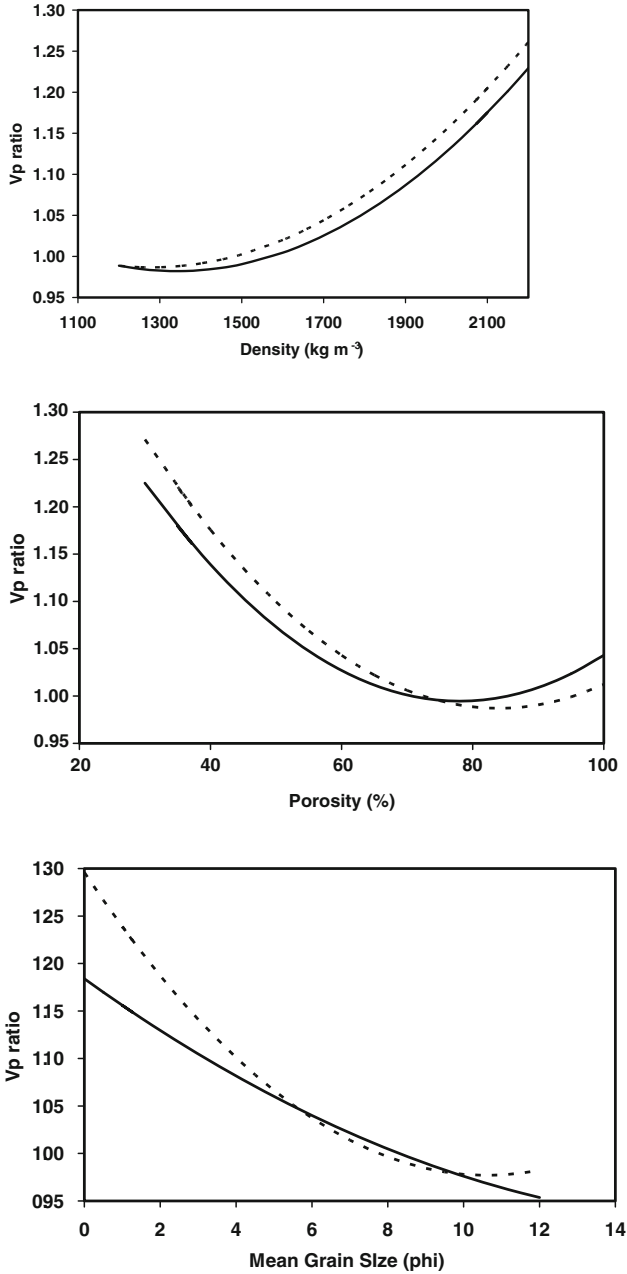 1.30
1.25
1.20
1.15
1.10
1.05
1.00
0.95
Vp ratio
1100 1300 1500 1700 1900 2100
Density (kg m -3)
1.30
1.25
1.20
1.15
1.10
1.05
1.00
0.95
Vp ratio
20 40 60 80 100
Porosity (%)
130
125
120
115
110
105
100
095
Vp ratio
0 2 4 6 8 10 12 14
Mean Grain SIze (phi)